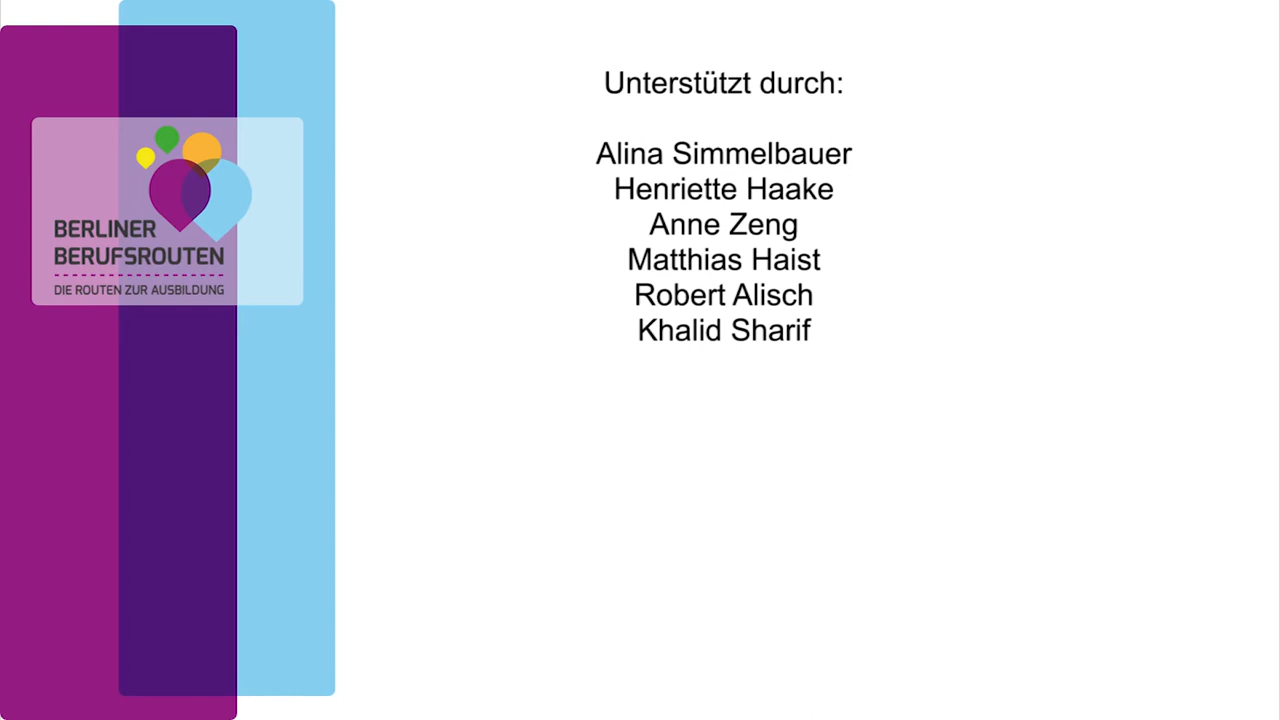 BERLINER
BERUFSROUTEN
DIE ROUTEN ZUR AUSBILDUNG
Unterstützt durch:
Alina Simmelbauer
Henriette Haake
Anne Zeng
Matthias Haist
Robert Alisch
Khalid Sharif